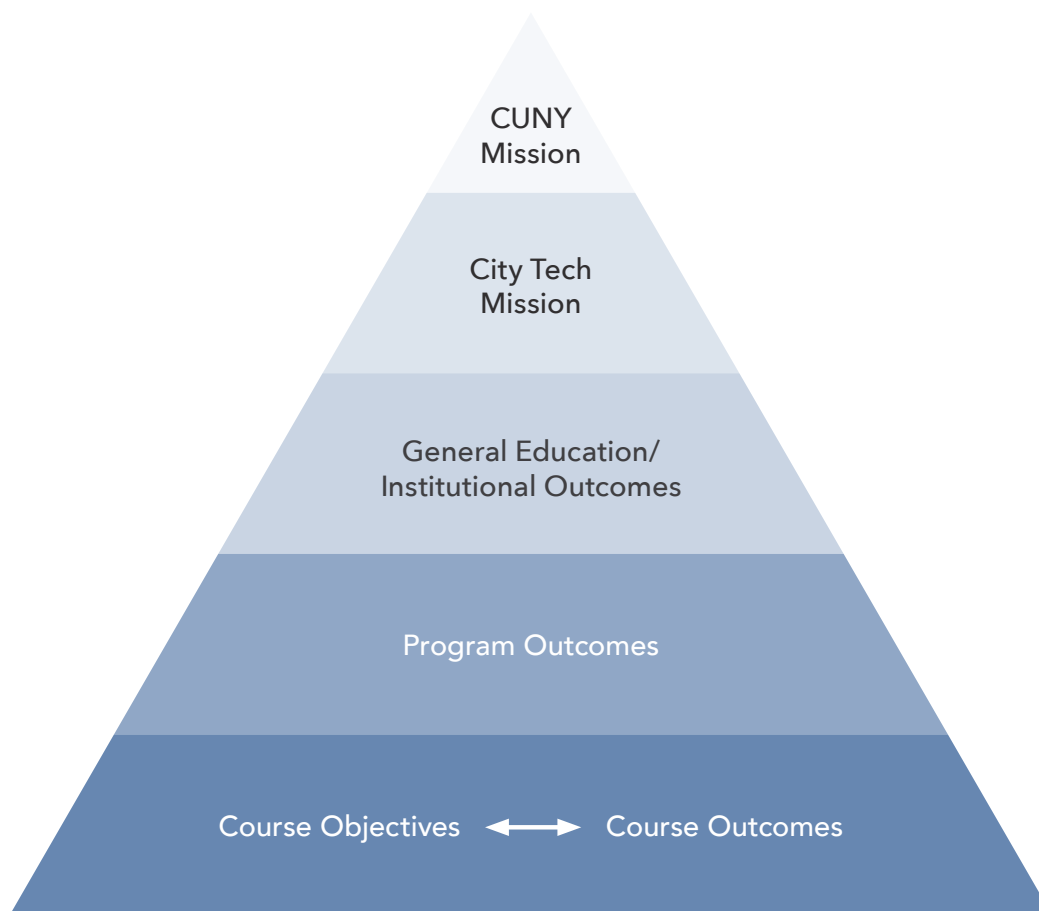 CUNY
Mission
City Tech
Mission
General Education/
Institutional Outcomes
Program Outcomes
Course Objectives
Course Outcomes